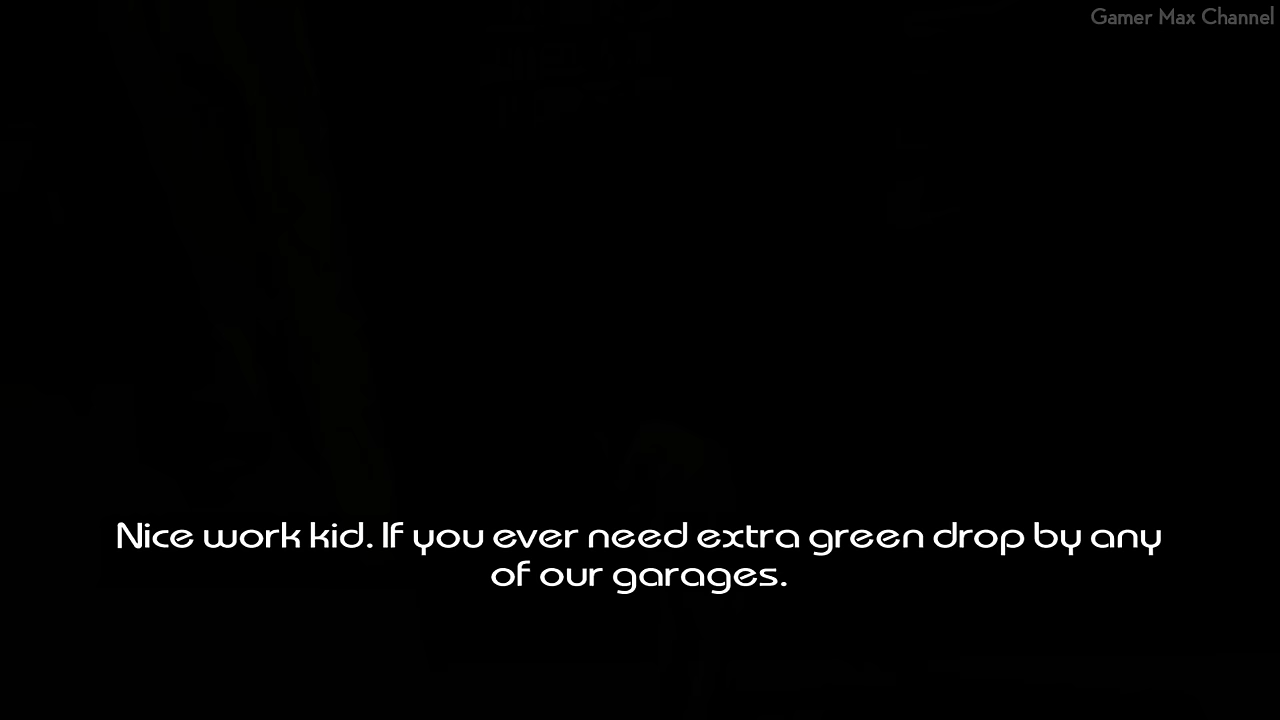 Gamer Max Channel
Nice work kid. If you ever need extra green drop by any
of our garages.